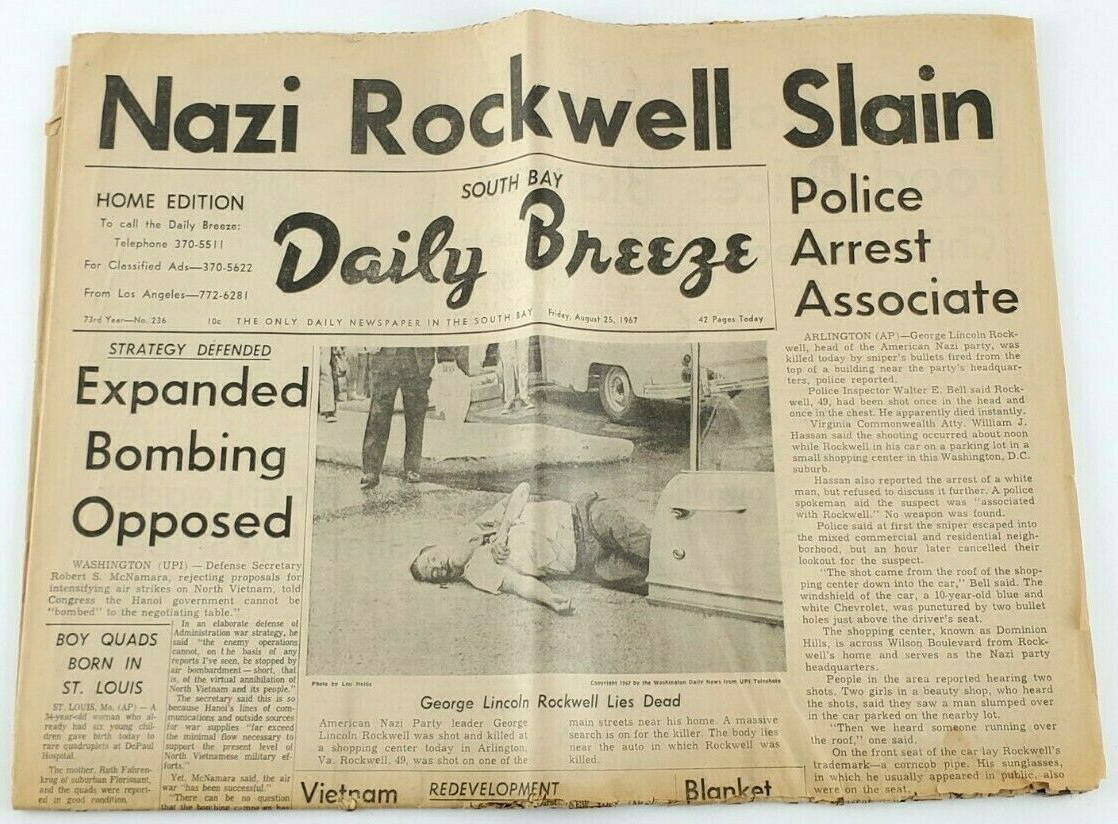 Nazi Rockwell Slain
HOME EDITION
To call the Daily Breeze:
Telephone 370-5511
For Classified Ads—370-5622
From Los Angeles—772-6281
SOUTH BAY
Daily Breeze
73rd Year—No. 236 10c THE ONLY DAILY NEWSPAPER IN THE SOUTH BAY Friday, August 25, 1967 42 Pages Today
STRATEGY DEFENDED
Expanded
Bombing
Opposed
WASHINGTON (UPI) — Defense Secretary
Robert S. McNamara, rejecting proposals for
intensifying air strikes on North Vietnam, told
Congress the Hanoi government cannot be
"bombed" to the negotiating table."
BOY QUADS
BORN IN
ST. LOUIS
ST. LOUIS, Mo. (AP) — A
34-year-old woman who al-
ready had six young chil-
dren gave birth today to
rare quadruplets at DePaul
Hospital.
The mother, Ruth Fahren-
krog of suburban Florissant,
and the quads were report-
ed in good condition.
In an elaborate defense of
Administration war strategy, he
said "the enemy operations
cannot, on the basis of any
reports I've seen, be stopped by
air bombardment — short, that
is, of the virtual annihilation of
North Vietnam and its people."
The secretary said this is so
because Hanoi's lines of com-
munications and outside sources
for war supplies "far exceed
the minimal flow necessary to
support the present level of
North Vietnamese military ef-
forts."
Yet, McNamara said, the air
war "has been successful."
"There can be no question
that the bombing
Photo by Lou Hollis
Copyright 1967 by the Washington Daily News from UPI Telephoto
George Lincoln Rockwell Lies Dead
American Nazi Party leader George
Lincoln Rockwell was shot and killed at
a shopping center today in Arlington,
Va. Rockwell, 49, was shot on one of the
main streets near his home. A massive
search is on for the killer. The body lies
near the auto in which Rockwell was
killed.
Vietnam
REDEVELOPMENT
Blanket
Police
Arrest
Associate
ARLINGTON (AP)—George Lincoln Rock-
well, head of the American Nazi party, was
killed today by sniper's bullets fired from the
top of a building near the party's headquar-
ters, police reported.
Police Inspector Walter E. Bell said Rock-
well, 49, had been shot once in the head and
once in the chest. He apparently died instantly.
Virginia Commonwealth Atty. William J.
Hassan said the shooting occurred about noon
while Rockwell in his car on a parking lot in a
small shopping center in this Washington, D.C.
suburb.
Hassan also reported the arrest of a white
man, but refused to discuss it further. A police
spokeman aid the suspect was "associated
with Rockwell." No weapon was found.
Police said at first the sniper escaped into
the mixed commercial and residential neigh-
borhood, but an hour later cancelled their
lookout for the suspect.
"The shot came from the roof of the shop-
ping center down into the car," Bell said. The
windshield of the car, a 10-year-old blue and
white Chevrolet, was punctured by two bullet
holes just above the driver's seat.
The shopping center, known as Dominion
Hills, is across Wilson Boulevard from Rock-
well's home and serves as the Nazi party
headquarters.
People in the area reported hearing two
shots. Two girls in a beauty shop, who heard
the shots, said they saw a man slumped over
in the car parked on the nearby lot.
"Then we heard someone running over
the roof," one said.
On the front seat of the car lay Rockwell's
trademark—a corncob pipe. His sunglasses,
in which he usually appeared in public, also
were on the seat.